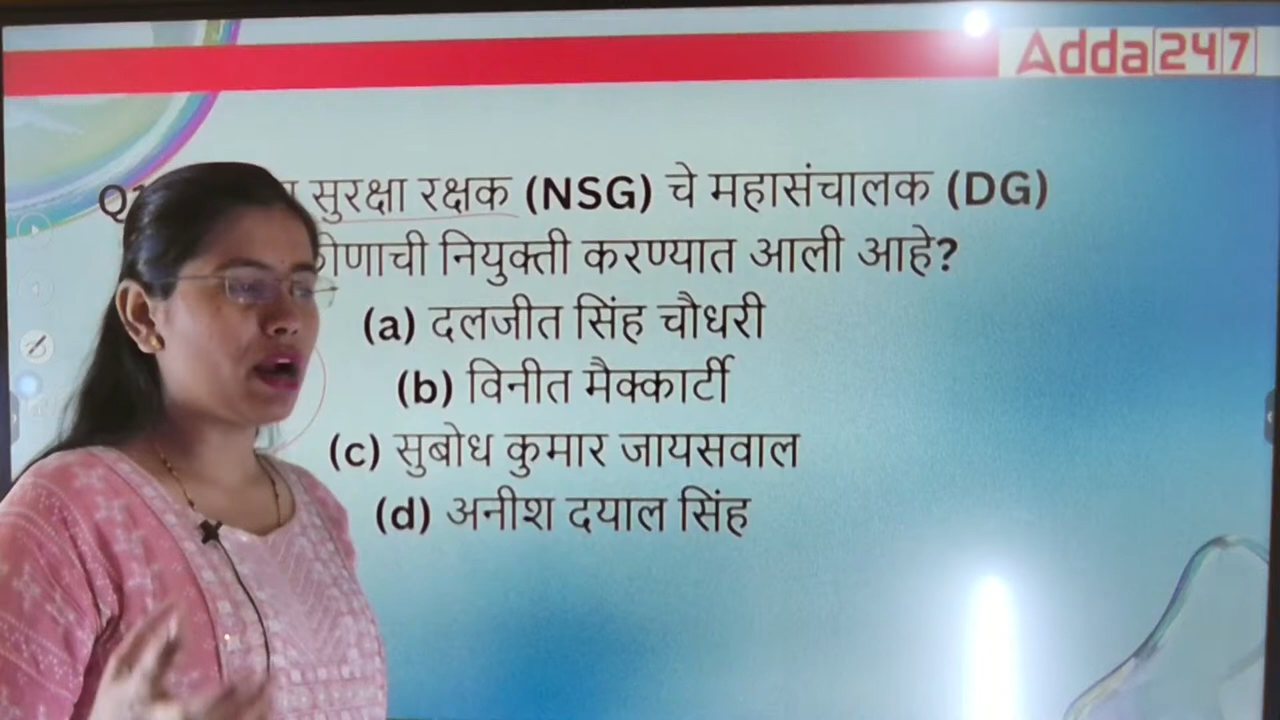 Adda247
सुरक्षा रक्षक (NSG) चे महासंचालक (DG)
नियुक्ती करण्यात आली आहे?
(a) दलजीत सिंह चौधरी
(b) विनीत मैक्कार्टी
(c) सुबोध कुमार जायसवाल
(d) अनीश दयाल सिंह